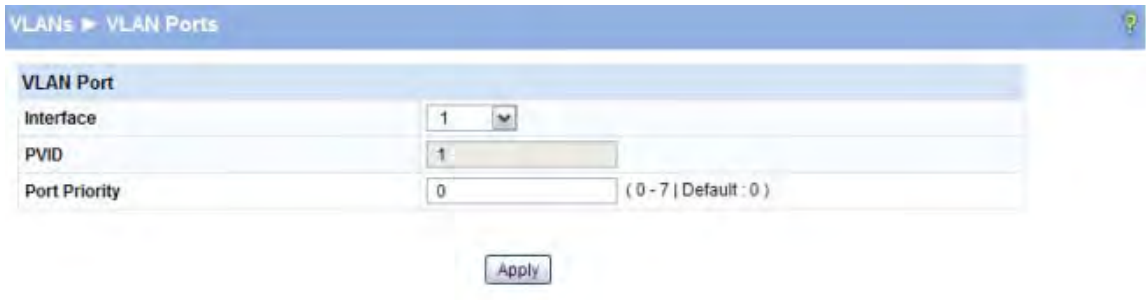 VLANs ► VLAN Ports ?
VLAN Port
Interface 1
PVID 1
Port Priority 0 ( 0 - 7 | Default : 0 )
Apply